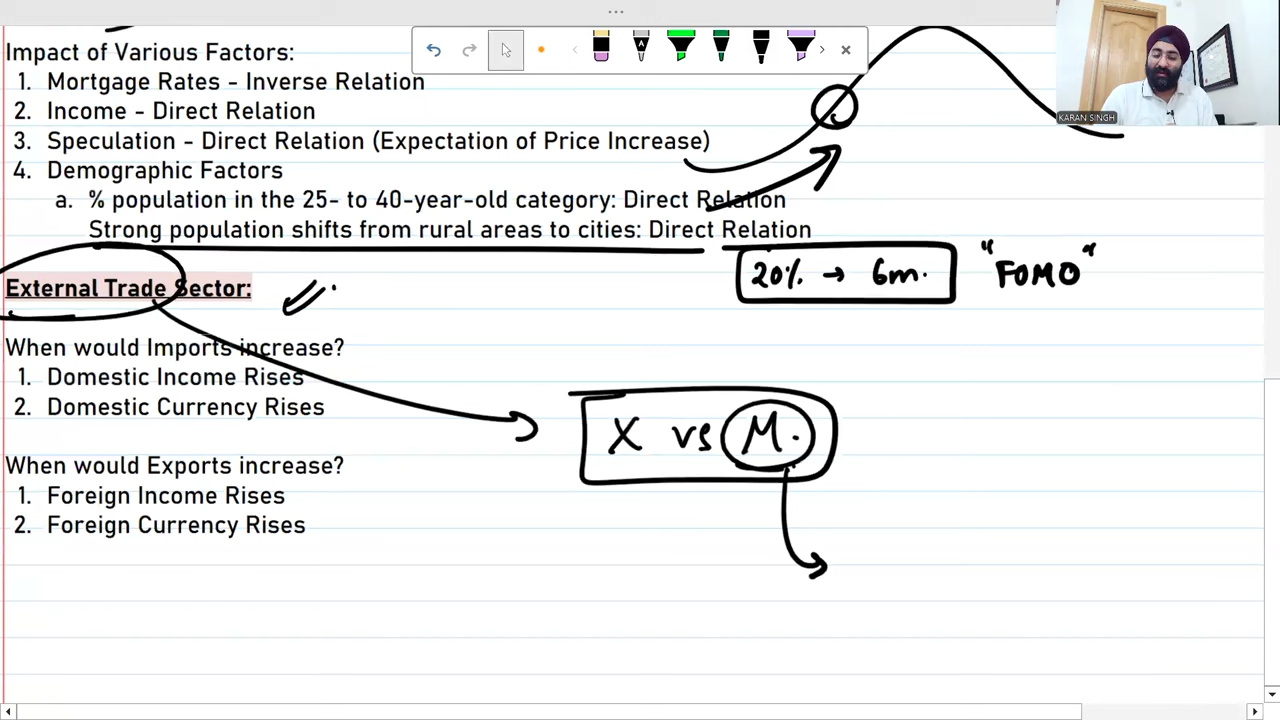 Impact of Various Factors:
1. Mortgage Rates - Inverse Relation
2. Income - Direct Relation
3. Speculation - Direct Relation (Expectation of Price Increase)
4. Demographic Factors
a. % population in the 25- to 40-year-old category: Direct Relation
Strong population shifts from rural areas to cities: Direct Relation
20% → 6m. "FOMO"
External Trade Sector:
When would Imports increase?
1. Domestic Income Rises
2. Domestic Currency Rises
X vs M.
When would Exports increase?
1. Foreign Income Rises
2. Foreign Currency Rises
KARAN SINGH